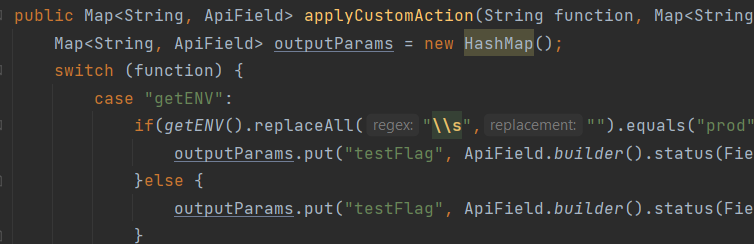 public Map<String, ApiField> applyCustomAction(String function, Map<String
Map<String, ApiField> outputParams = new HashMap();
switch (function) {
case "getENV":
if(getENV().replaceAll( regex: "\\s", replacement: "").equals("prod"
outputParams.put("testFlag", ApiField.builder().status(Fie
}else {
outputParams.put("testFlag", ApiField.builder().status(Fie
}